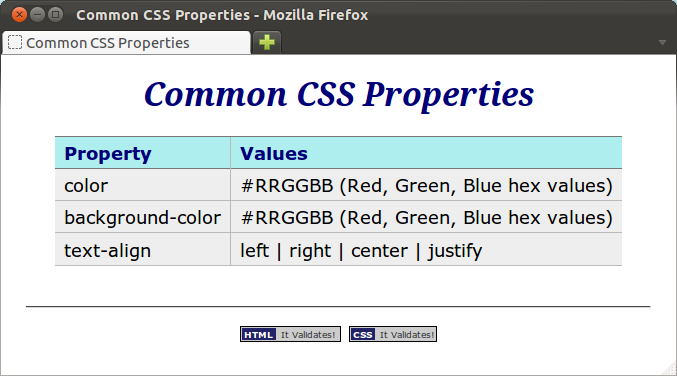 Common CSS Properties - Mozilla Firefox
Common CSS Properties
Common CSS Properties
Property Values
color #RRGGBB (Red, Green, Blue hex values)
background-color #RRGGBB (Red, Green, Blue hex values)
text-align left | right | center | justify
HTML It Validates! CSS It Validates!